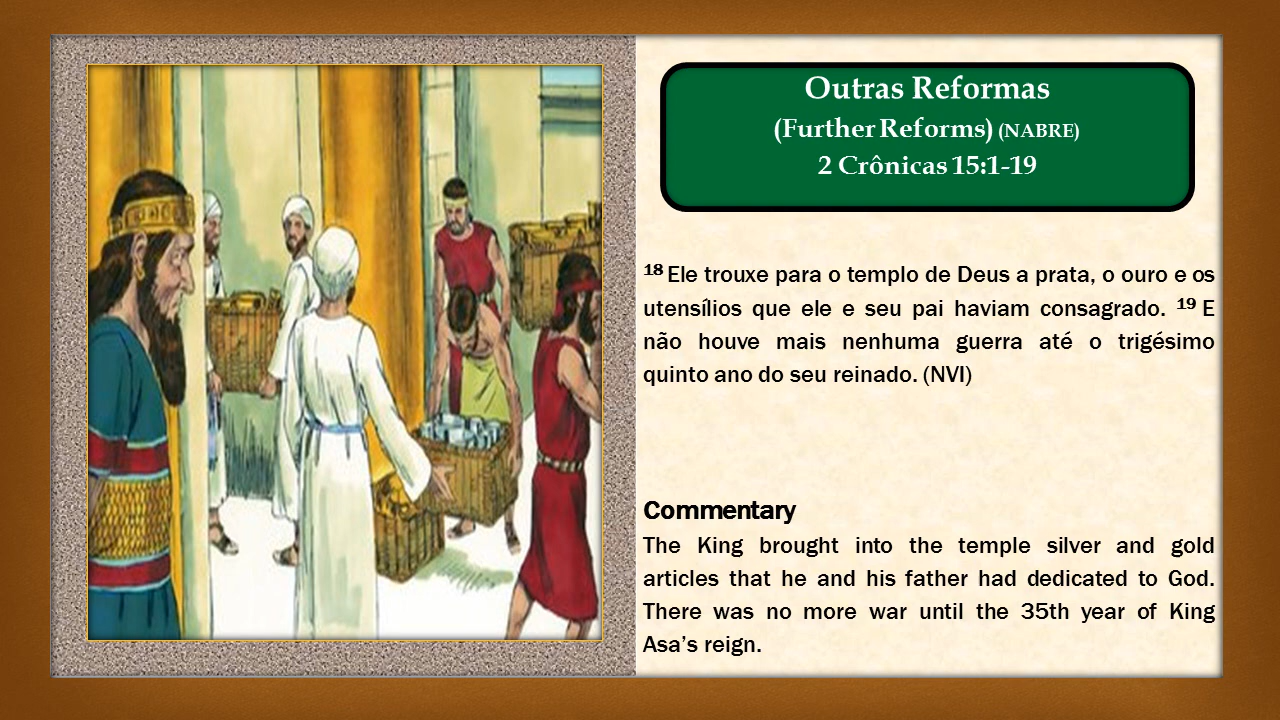 Outras Reformas
(Further Reforms) (NABRE)
2 Crônicas 15:1-19
18 Ele trouxe para o templo de Deus a prata, o ouro e os
utensílios que ele e seu pai haviam consagrado. 19 E
não houve mais nenhuma guerra até o trigésimo
quinto ano do seu reinado. (NVI)
Commentary
The King brought into the temple silver and gold
articles that he and his father had dedicated to God.
There was no more war until the 35th year of King
Asa’s reign.